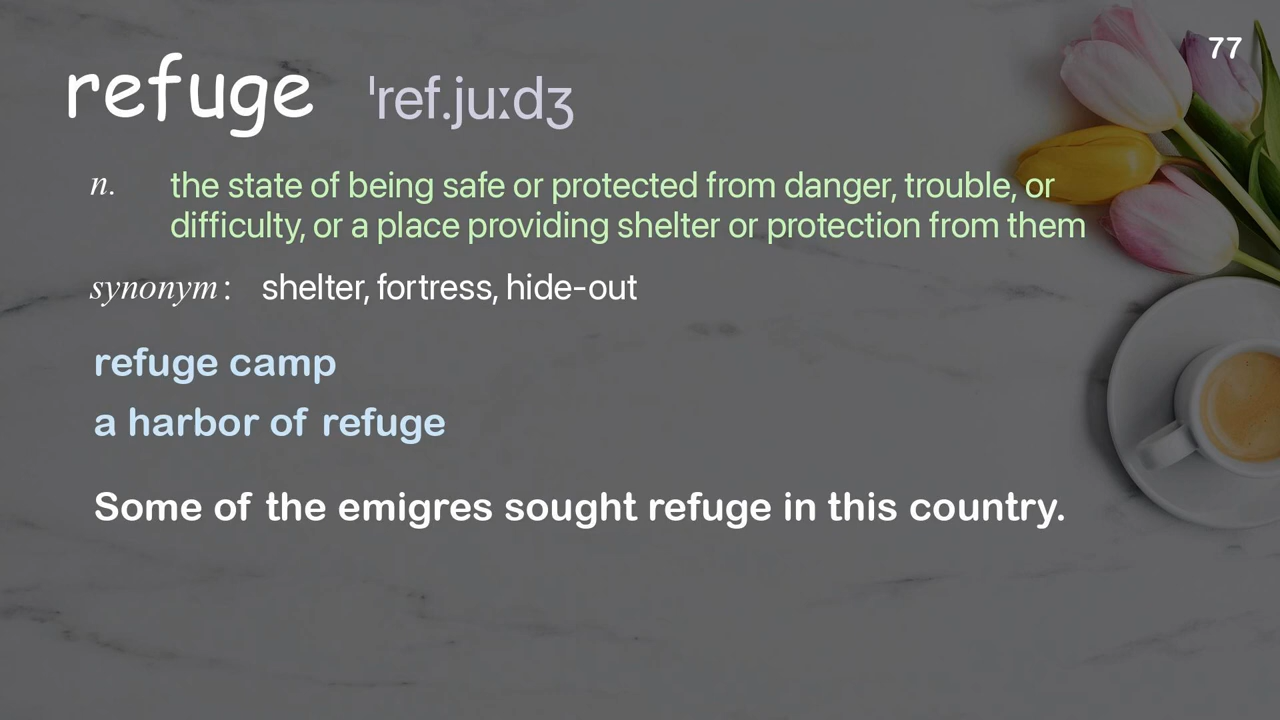 77
refuge ˈref.juːdʒ
n. the state of being safe or protected from danger, trouble, or
difficulty, or a place providing shelter or protection from them
synonym: shelter, fortress, hide-out
refuge camp
a harbor of refuge
Some of the emigres sought refuge in this country.